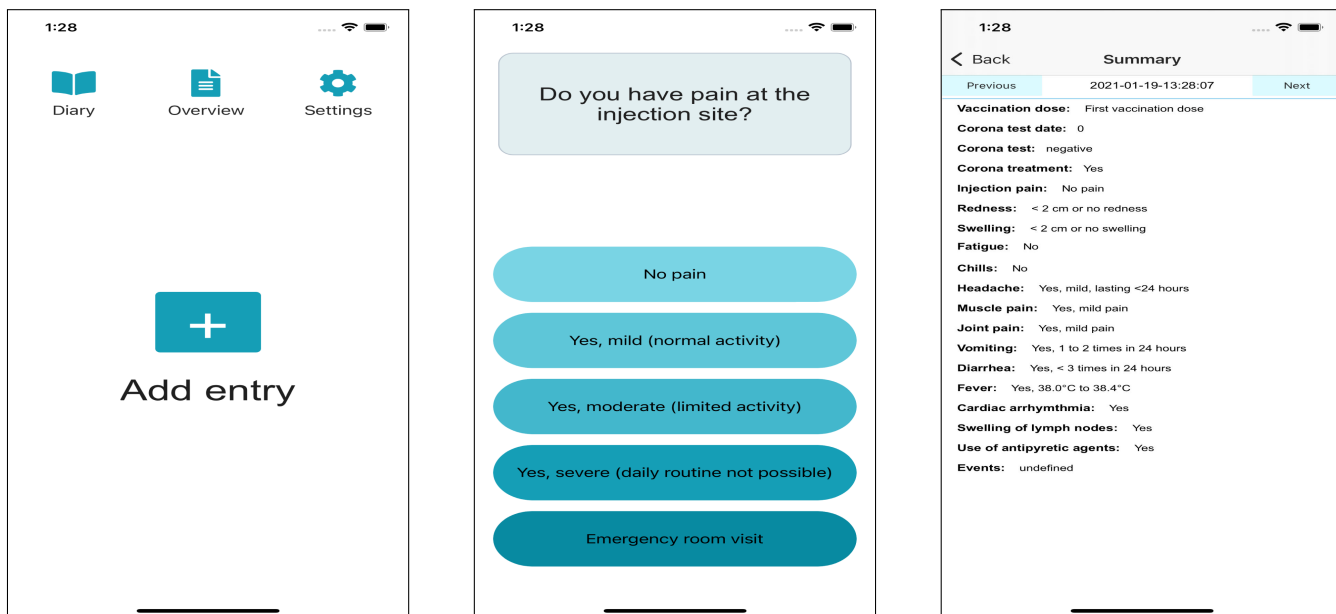 1:28
Diary Overview Settings
Add entry
1:28
Do you have pain at the
injection site?
No pain
Yes, mild (normal activity)
Yes, moderate (limited activity)
Yes, severe (daily routine not possible)
Emergency room visit
1:28
Back Summary
Previous 2021-01-19-13:28:07 Next
Vaccination dose: First vaccination dose
Corona test date: 0
Corona test: negative
Corona treatment: Yes
Injection pain: No pain
Redness: < 2 cm or no redness
Swelling: < 2 cm or no swelling
Fatigue: No
Chills: No
Headache: Yes, mild, lasting <24 hours
Muscle pain: Yes, mild pain
Joint pain: Yes, mild pain
Vomiting: Yes, 1 to 2 times in 24 hours
Diarrhea: Yes, < 3 times in 24 hours
Fever: Yes, 38.0°C to 38.4°C
Cardiac arrhymthmia: Yes
Swelling of lymph nodes: Yes
Use of antipyretic agents: Yes
Events: undefined